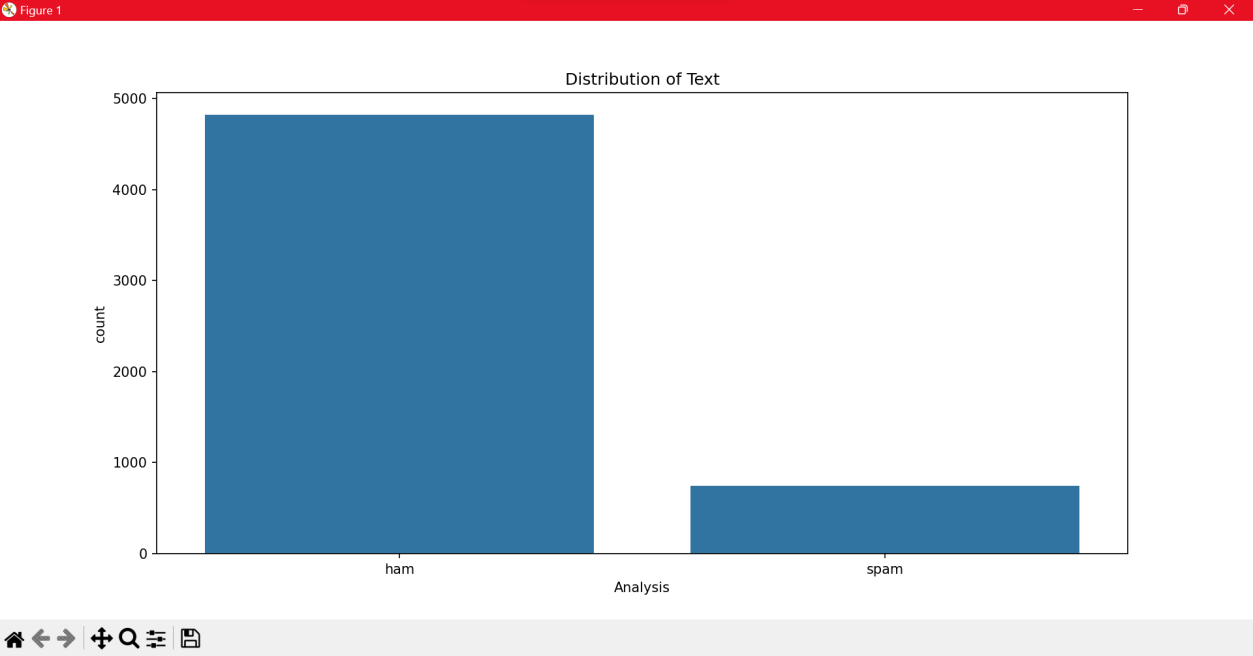 Figure 1
Distribution of Text
5000
4000
3000
2000
1000
0
count
ham
spam
Analysis